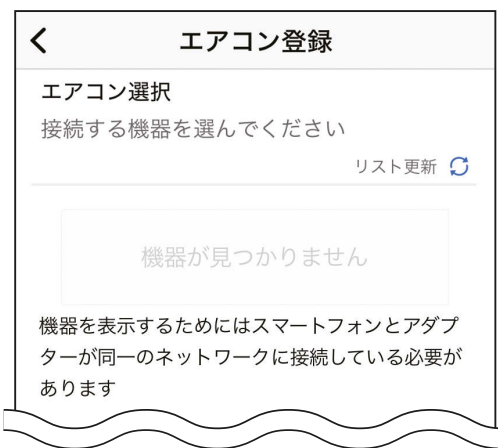 エアコン登録
エアコン選択
接続する機器を選んでください
リスト更新
機器が見つかりません
機器を表示するためにはスマートフォンとアダプ
ターが同一のネットワークに接続している必要が
あります